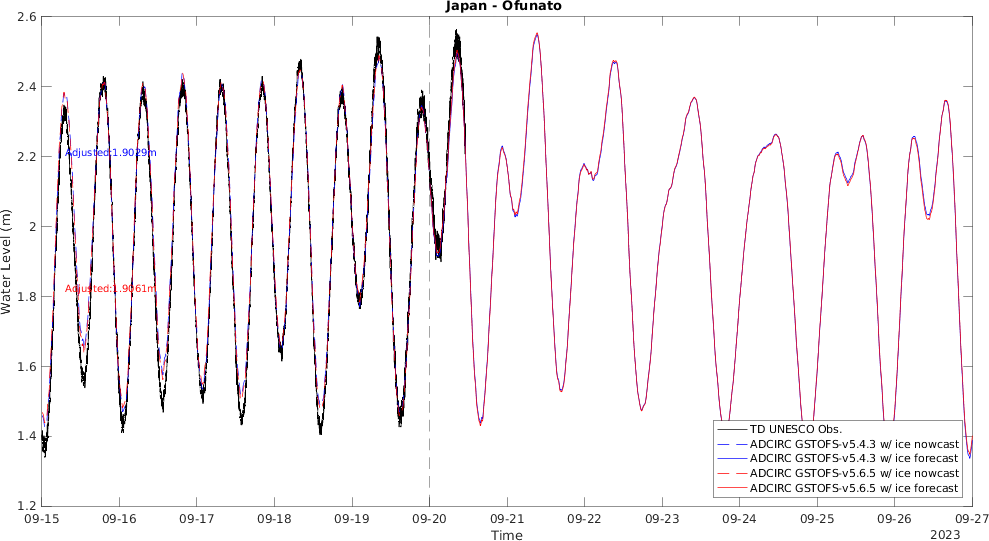 Japan - Ofunato
2.6
2.4
2.2
2
1.8
1.6
1.4
1.2
Water Level (m)
Adjusted:1.9029m
Adjusted:1.9061m
TD UNESCO Obs.
ADCIRC GSTOFS-v5.4.3 w/ ice nowcast
ADCIRC GSTOFS-v5.4.3 w/ ice forecast
ADCIRC GSTOFS-v5.6.5 w/ ice nowcast
ADCIRC GSTOFS-v5.6.5 w/ ice forecast
09-15 09-16 09-17 09-18 09-19 09-20 09-21 09-22 09-23 09-24 09-25 09-26 09-27
Time
2023